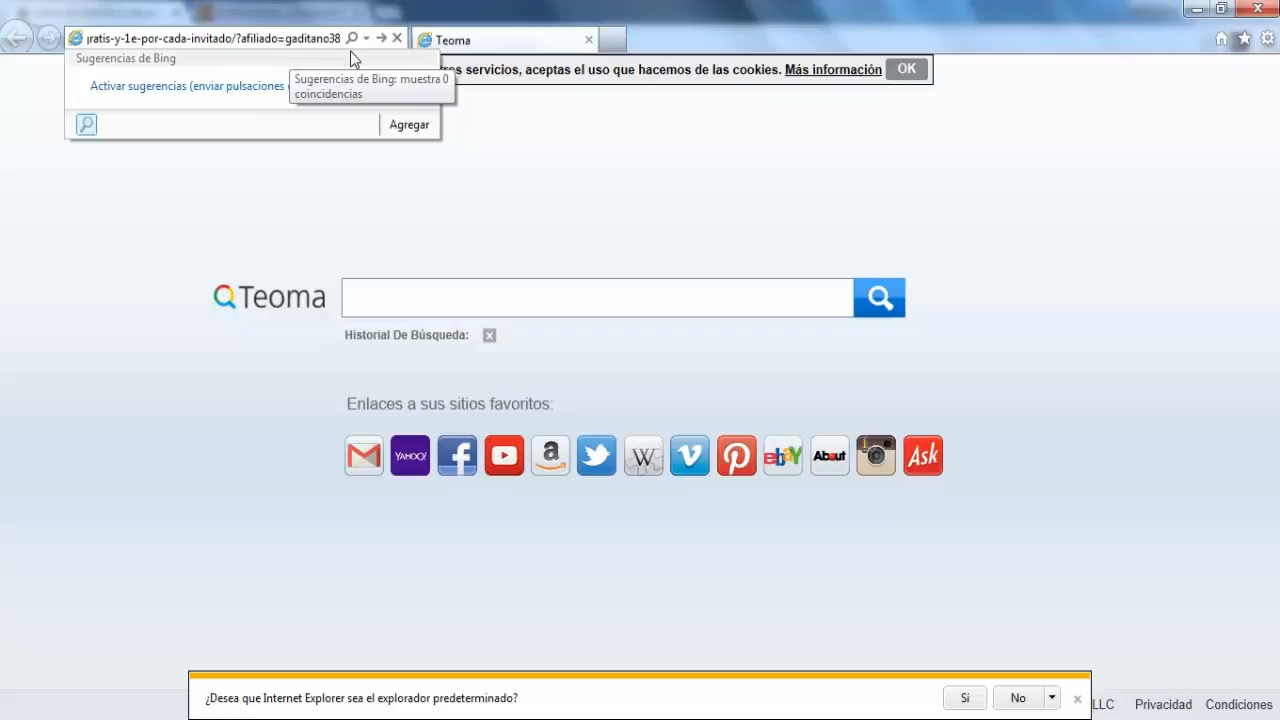 ratis-y-1e-por-cada-invitado/?afiliado=gaditano38
Teoma
Sugerencias de Bing
ros servicios, aceptas el uso que hacemos de las cookies. Más información
OK
Activar sugerencias (enviar pulsaciones
Sugerencias de Bing: muestra 0
coincidencias
Agregar
Teoma
Historial De Búsqueda:
Enlaces a sus sitios favoritos:
YAHOO!
a
W
ebay
About
Ask
¿Desea que Internet Explorer sea el explorador predeterminado?
Sí
No
LLC
Privacidad
Condiciones